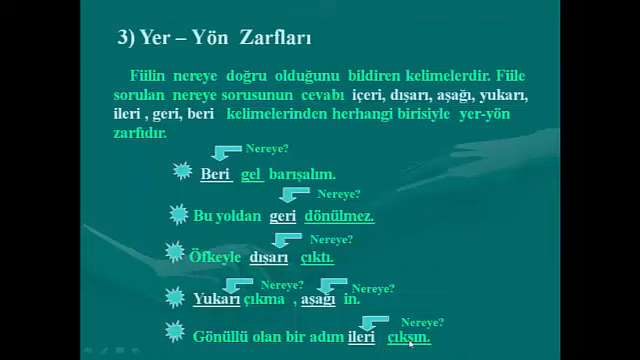 3) Yer – Yön Zarfları
Fiilin nereye doğru olduğunu bildiren kelimelerdir. Fiile
sorulan nereye sorusunun cevabı içeri, dışarı, aşağı, yukarı,
ileri , geri, beri kelimelerinden herhangi birisiyle yer-yön
zarfıdır.
Nereye?
Beri gel barışalım.
Nereye?
Bu yoldan geri dönülmez.
Nereye?
Öfkeyle dışarı çıktı.
Nereye? Nereye?
Yukarı çıkma , aşağı in.
Nereye?
Gönüllü olan bir adım ileri çıksın.